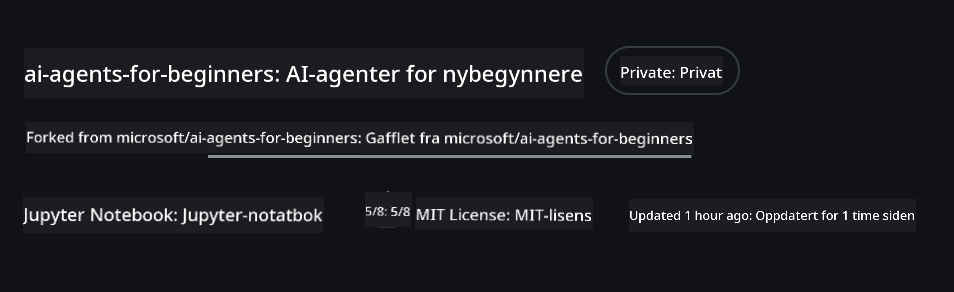 ai-agents-for-beginners: AI-agenter for nybegynnere Private: Privat
Forked from microsoft/ai-agents-for-beginners: Gafflet fra microsoft/ai-agents-for-beginners
Jupyter Notebook: Jupyter-notatbok 5/8: 5/8 MIT License: MIT-lisens Updated 1 hour ago: Oppdatert for 1 time siden